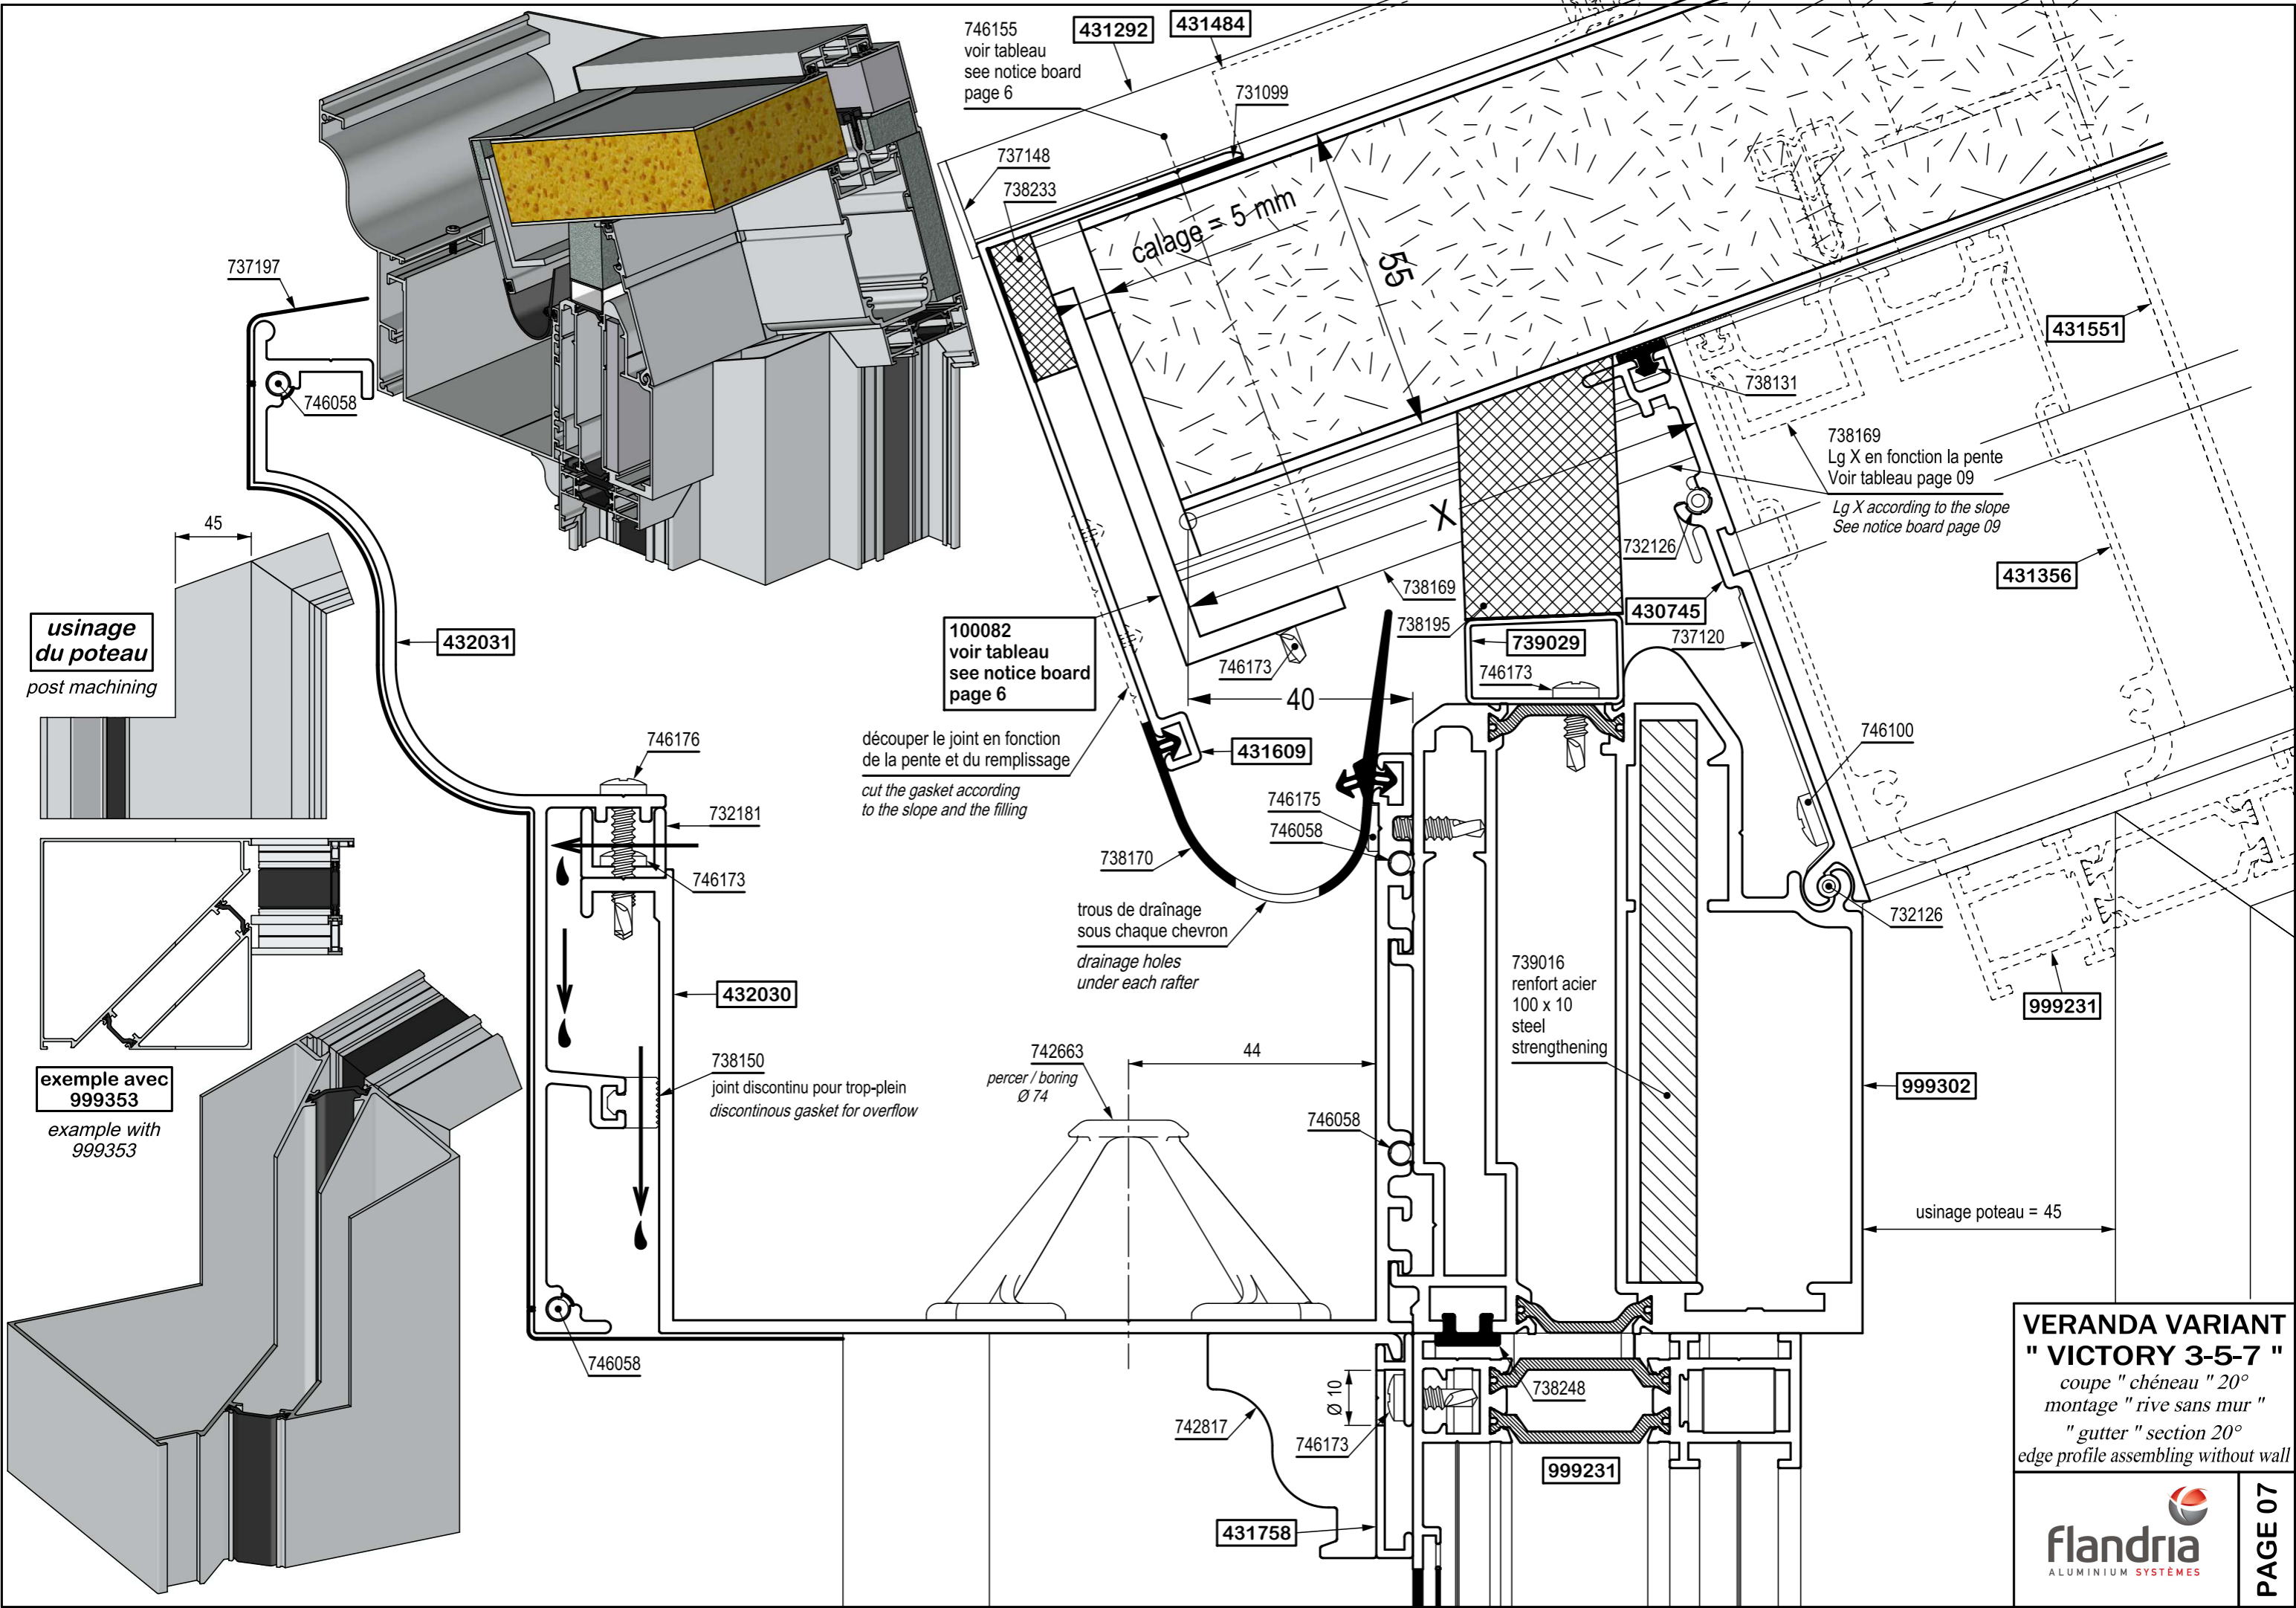 746155
voir tableau
see notice board
page 6
431292
431484
731099
737148
738233
calage = 5 mm
55
737197
746058
431551
738131
738169
Lg X en fonction la pente
Voir tableau page 09
Lg X according to the slope
See notice board page 09
X
732126
431356
738169
738195
430745
737120
45
usinage
du poteau
post machining
432031
100082
voir tableau
see notice board
page 6
746173
739029
746173
40
découper le joint en fonction
de la pente et du remplissage
cut the gasket according
to the slope and the filling
431609
746176
732181
746173
746175
746058
738170
746100
732126
trous de draînage
sous chaque chevron
drainage holes
under each rafter
432030
739016
renfort acier
100 x 10
steel
strengthening
999231
738150
joint discontinu pour trop-plein
discontinous gasket for overflow
742663
percer / boring
Ø 74
44
999302
exemple avec
999353
example with
999353
746058
usinage poteau = 45
746058
Ø 10
738248
742817
746173
999231
431758
VERANDA VARIANT
" VICTORY 3-5-7 "
coupe " chéneau " 20°
montage " rive sans mur "
" gutter " section 20°
edge profile assembling without wall
flandria
ALUMINIUM SYSTÈMES
PAGE 07